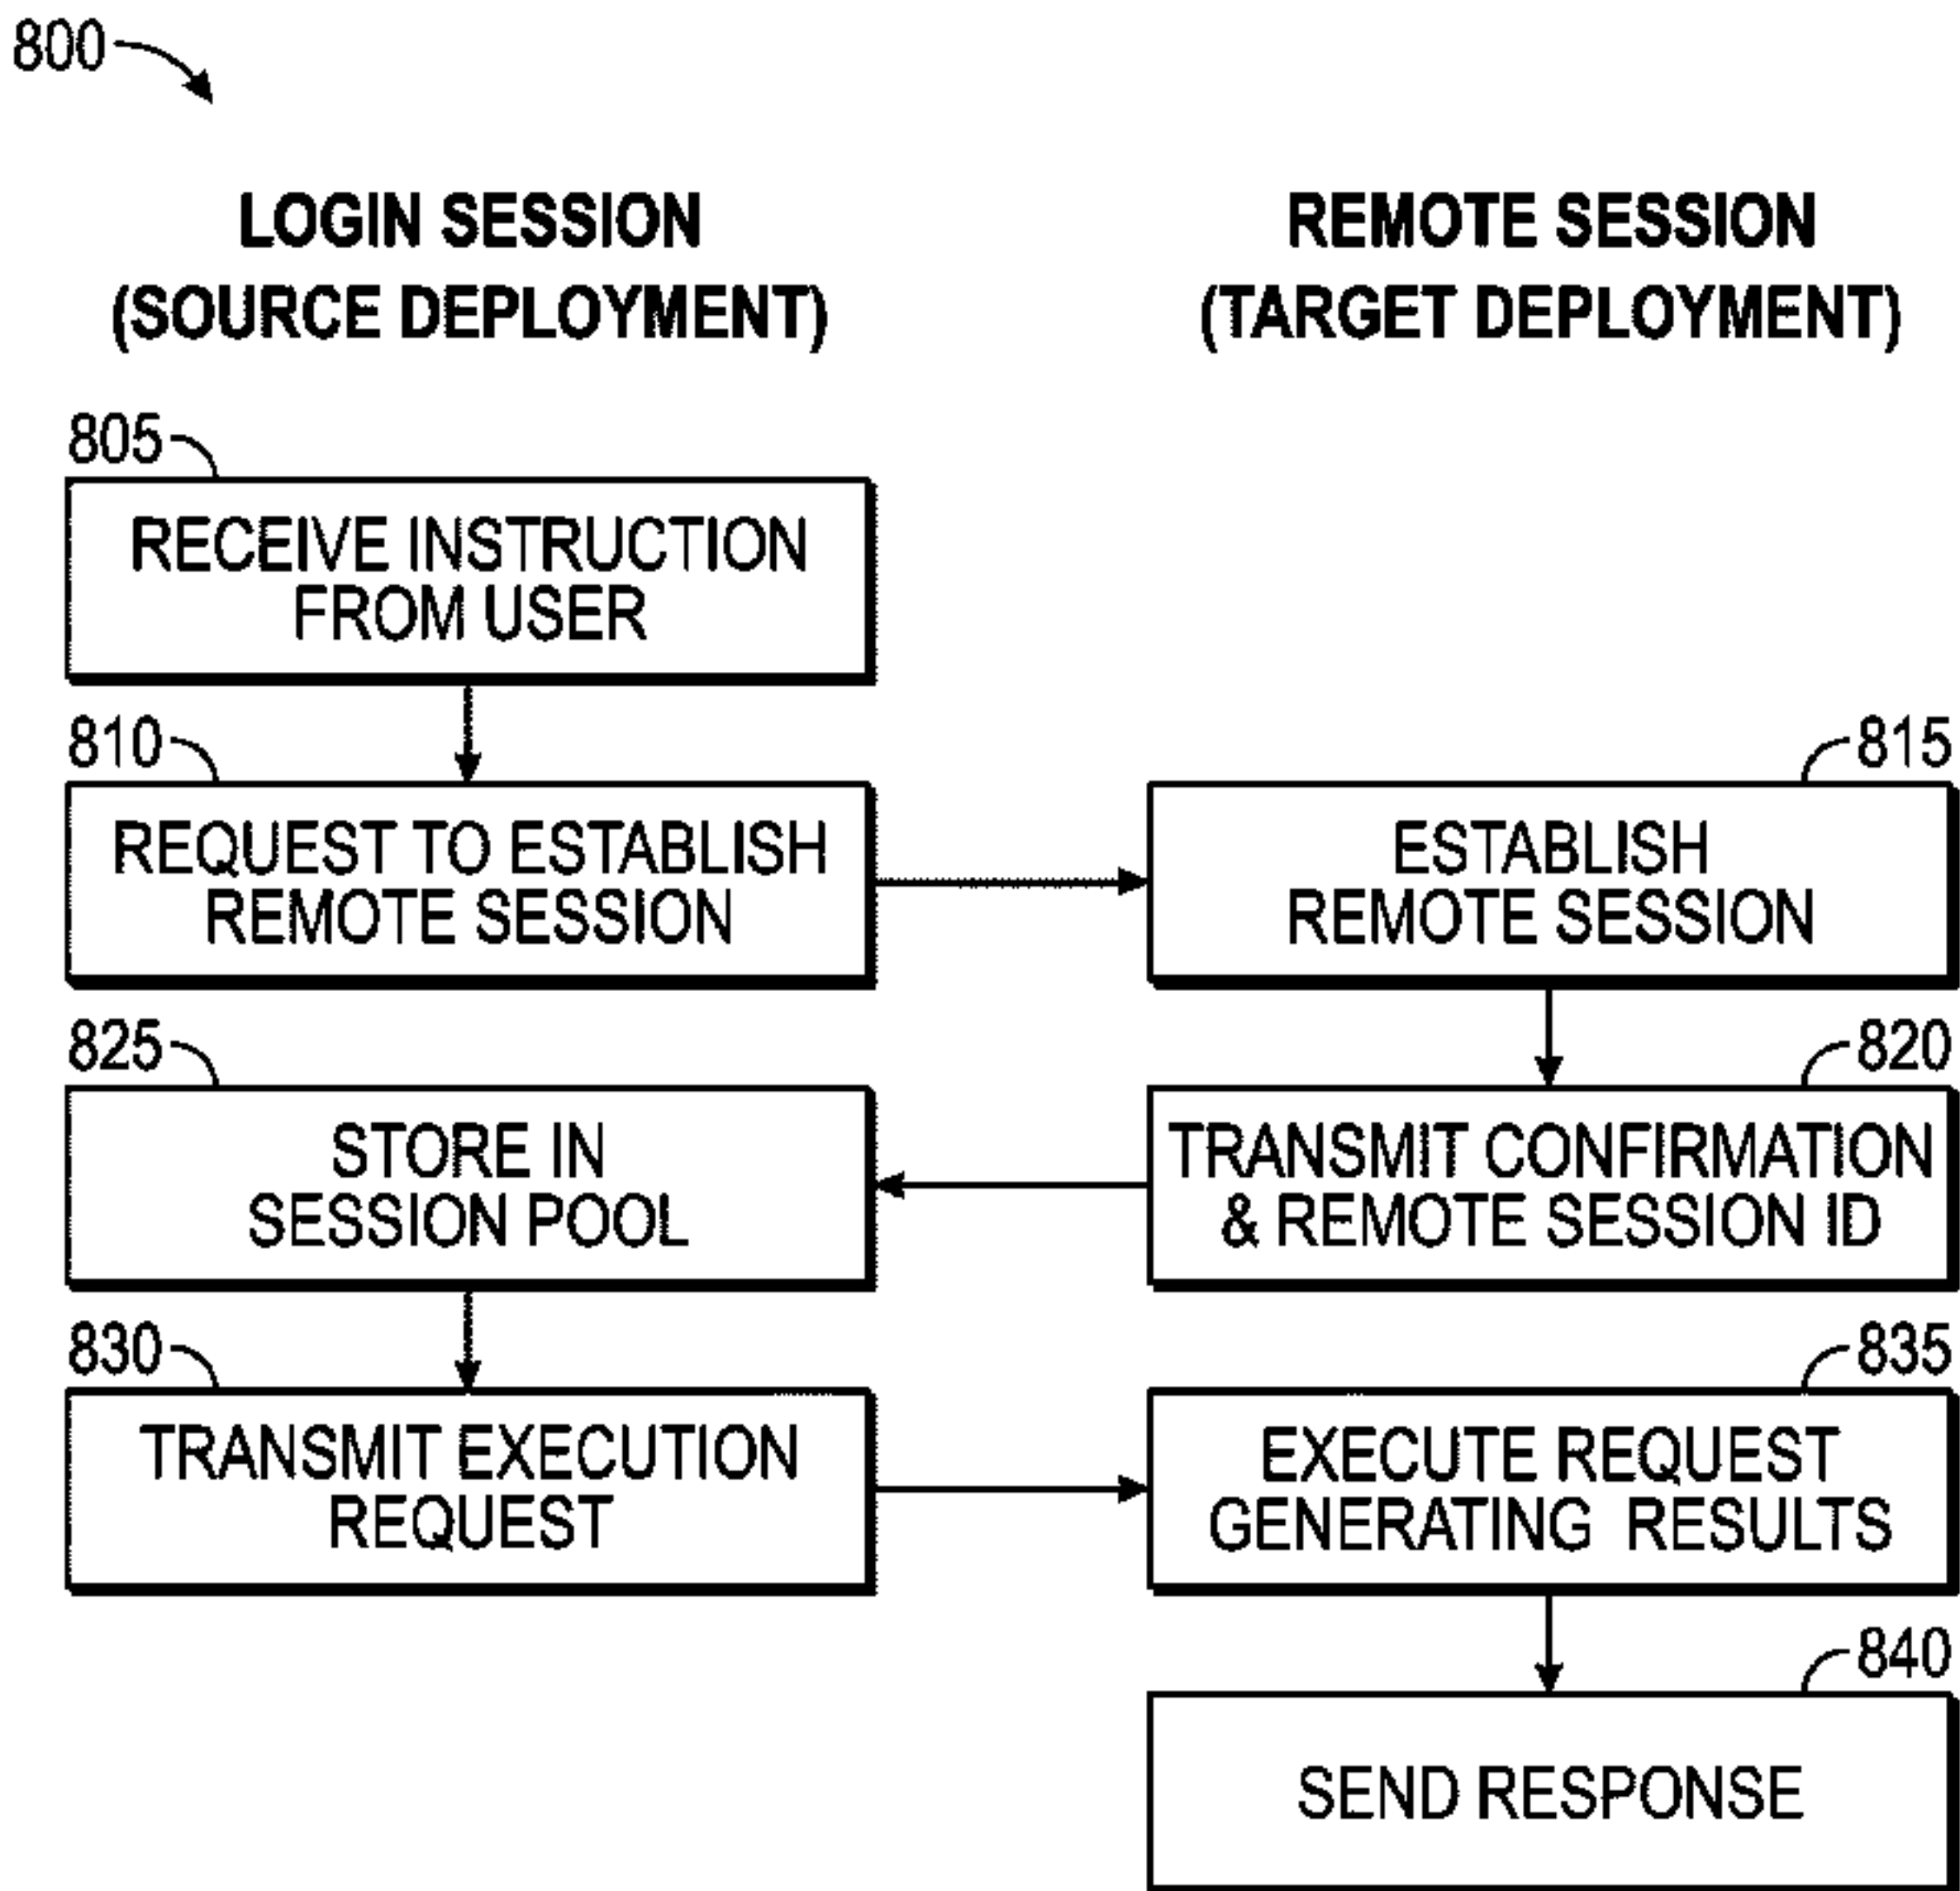 800
LOGIN SESSION
(SOURCE DEPLOYMENT)
REMOTE SESSION
(TARGET DEPLOYMENT)
805
RECEIVE INSTRUCTION
FROM USER
810
REQUEST TO ESTABLISH
REMOTE SESSION
815
ESTABLISH
REMOTE SESSION
820
TRANSMIT CONFIRMATION
& REMOTE SESSION ID
825
STORE IN
SESSION POOL
830
TRANSMIT EXECUTION
REQUEST
835
EXECUTE REQUEST
GENERATING RESULTS
840
SEND RESPONSE